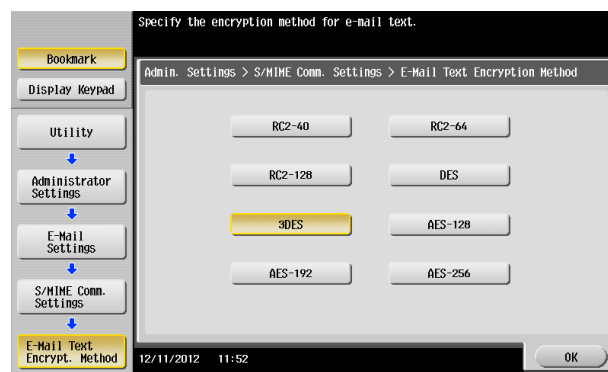 Specify the encryption method for e-mail text.
Bookmark
Display Keypad
Utility
Administrator
Settings
E-Mail
Settings
S/MIME Comm.
Settings
E-Mail Text
Encrypt. Method
Admin. Settings > S/MIME Comm. Settings > E-Mail Text Encryption Method
RC2-40 RC2-64
RC2-128 DES
3DES AES-128
AES-192 AES-256
12/11/2012 11:52
OK